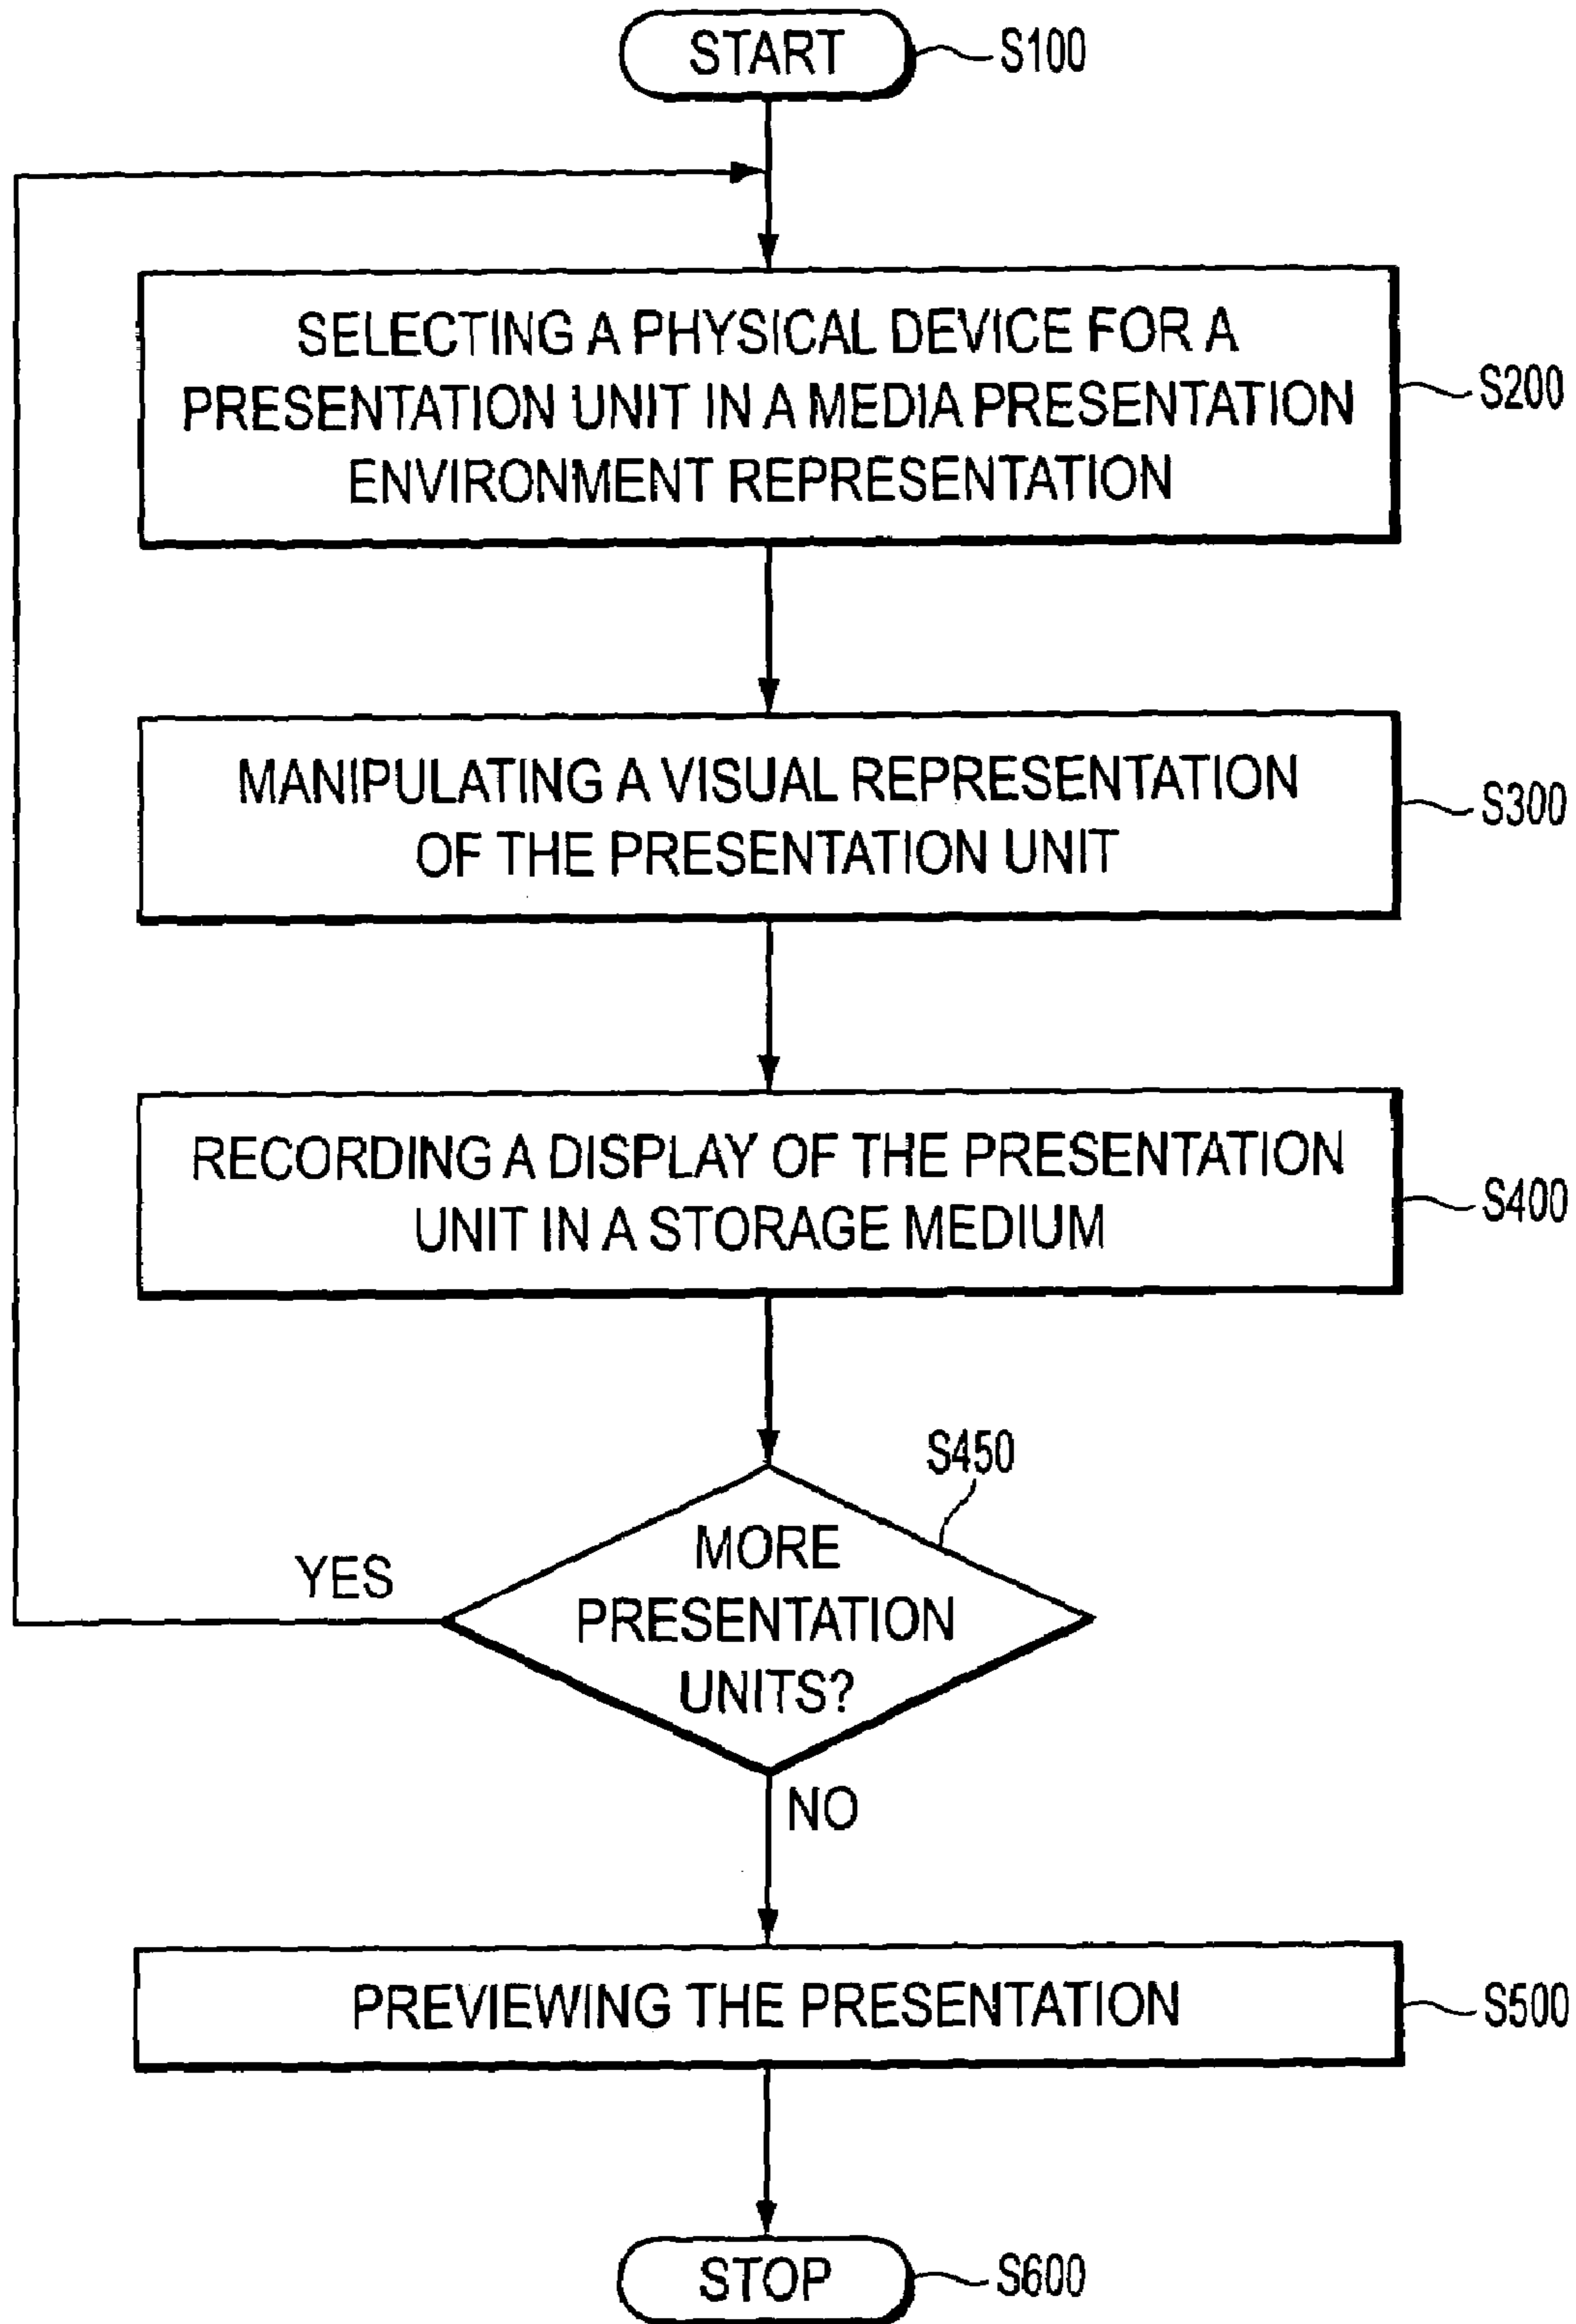 START
S100
SELECTING A PHYSICAL DEVICE FOR A
PRESENTATION UNIT IN A MEDIA PRESENTATION
ENVIRONMENT REPRESENTATION
S200
MANIPULATING A VISUAL REPRESENTATION
OF THE PRESENTATION UNIT
S300
RECORDING A DISPLAY OF THE PRESENTATION
UNIT IN A STORAGE MEDIUM
S400
S450
MORE
PRESENTATION
UNITS?
YES
NO
PREVIEWING THE PRESENTATION
S500
STOP
S600